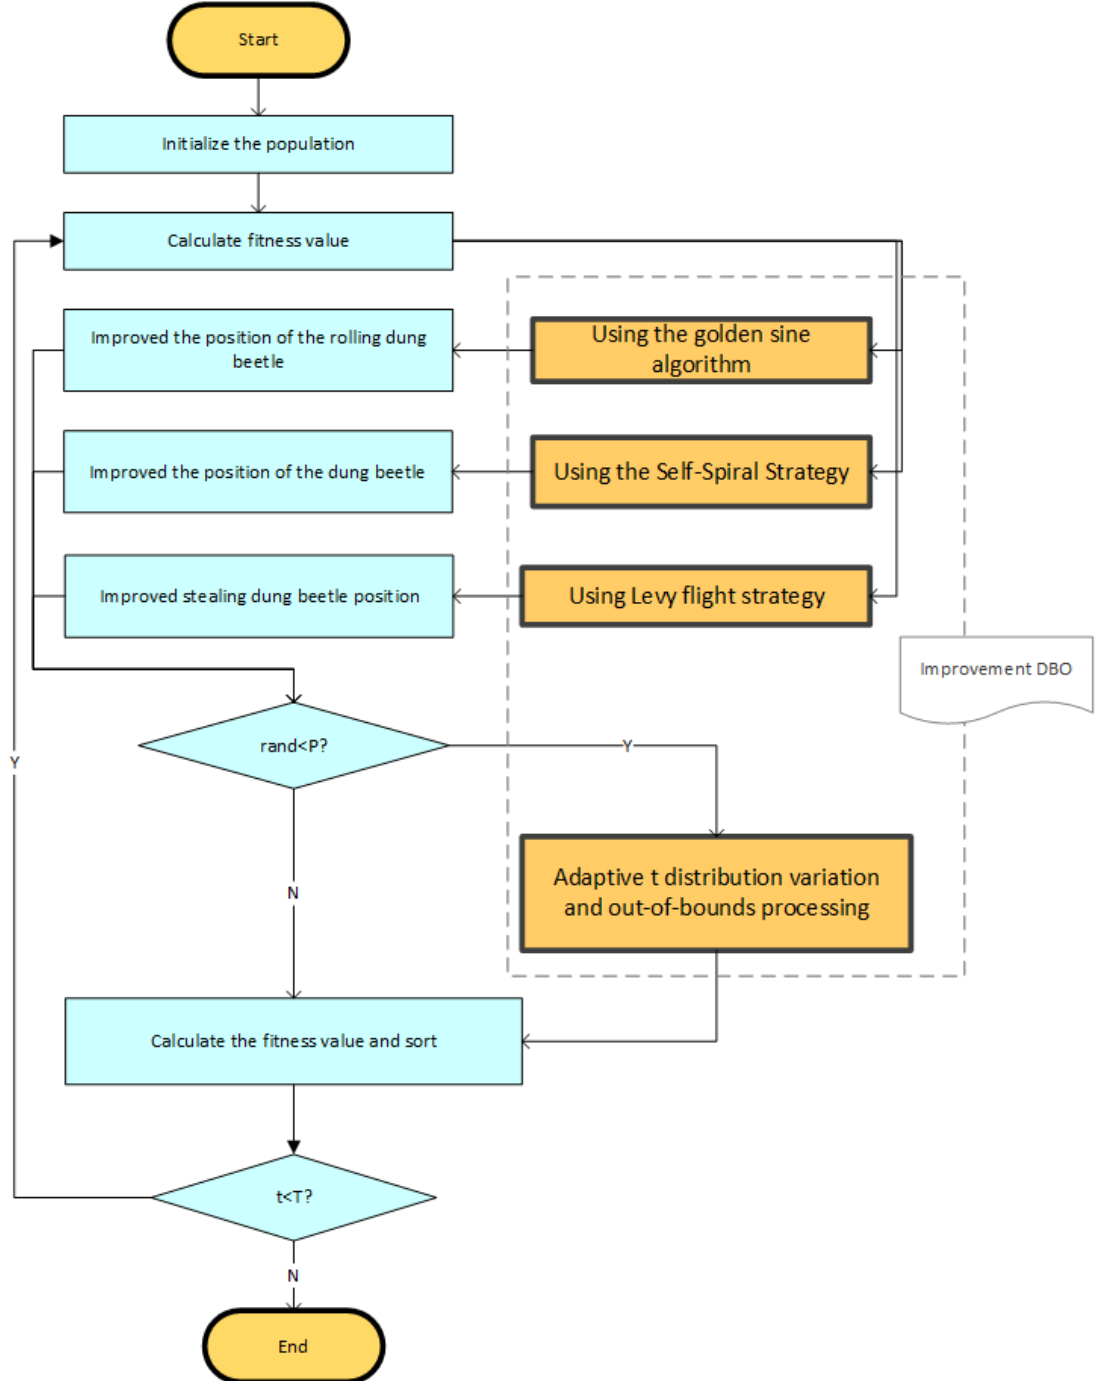 Start
Initialize the population
Calculate fitness value
Improved the position of the rolling dung
beetle
Using the golden sine
algorithm
Improved the position of the dung beetle
Using the Self-Spiral Strategy
Improved stealing dung beetle position
Using Levy flight strategy
Improvement DBO
rand<P?
Y
Y
Adaptive t distribution variation
and out-of-bounds processing
N
Calculate the fitness value and sort
t<T?
N
End